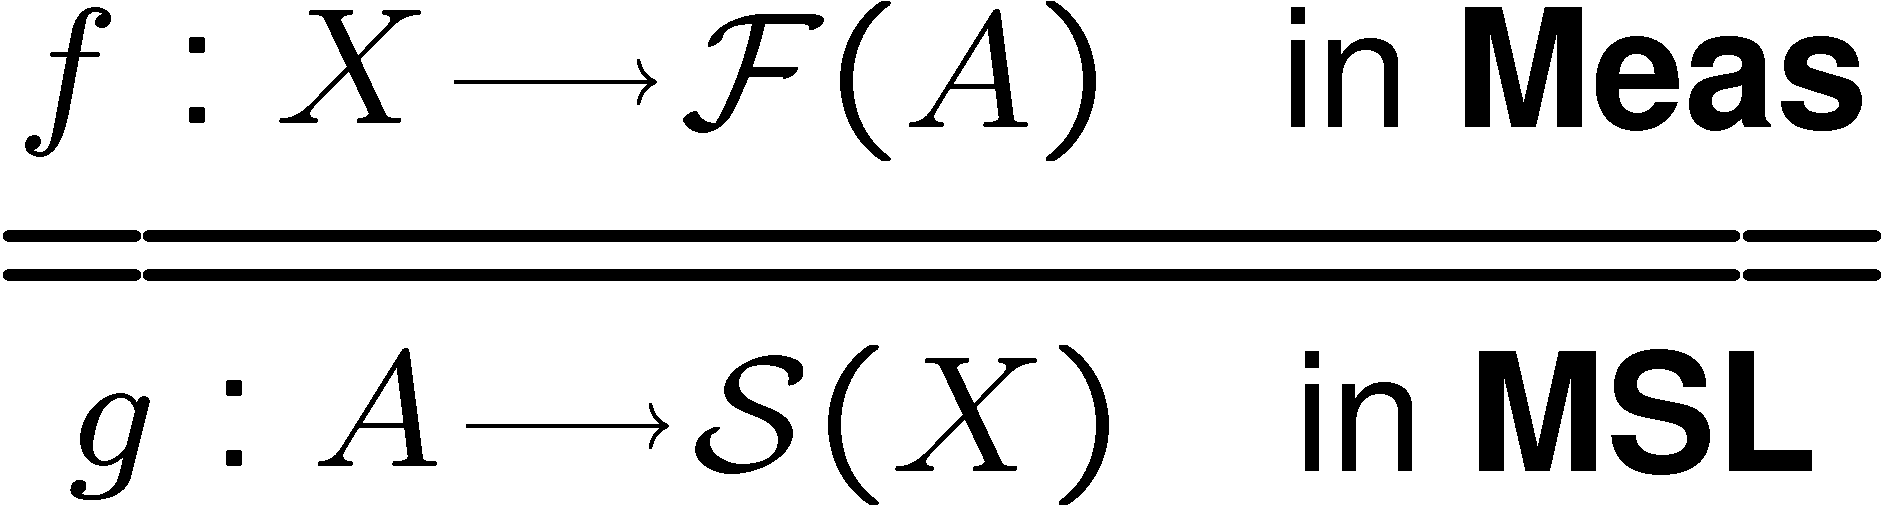 f : X ⟶ ℱ(A) in Meas
g : A ⟶ 𝒮(X) in MSL